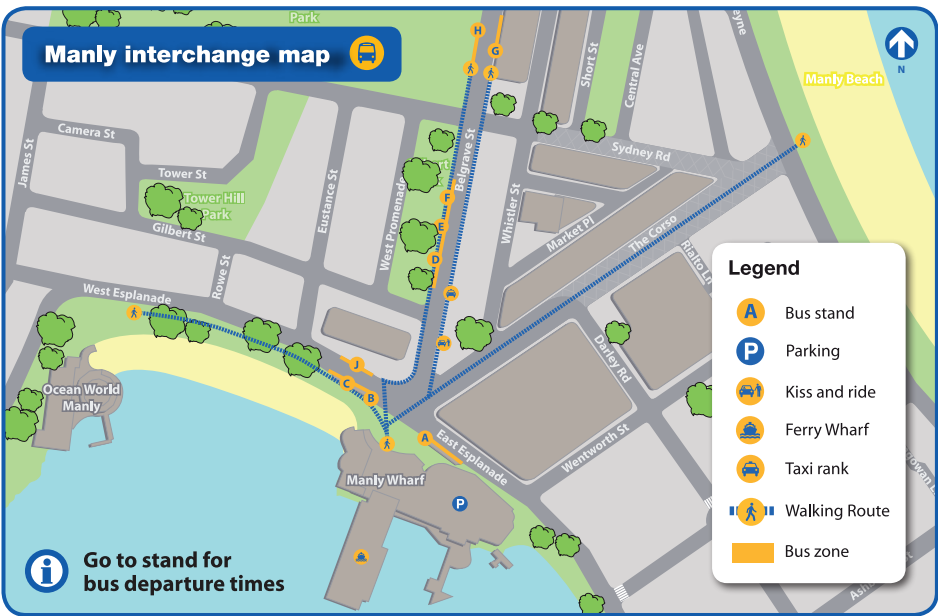 Park
Manly interchange map
H
G
N
Short St
Central Ave
Manly Beach
Camera St
James St
Tower St
Tower Hill
Park
Gilbert St
Eustance St
West Promenade
Belgrave St
F
E
D
Whistler St
Sydney Rd
Market Pl
The Corso
Rialto Ln
Rowe St
West Esplanade
J
C
B
A
Darley Rd
Ocean World
Manly
East Esplanade
Wentworth St
Manly Wharf
P
i
Go to stand for
bus departure times
Legend
A
Bus stand
P
Parking
Kiss and ride
Ferry Wharf
Taxi rank
Walking Route
Bus zone